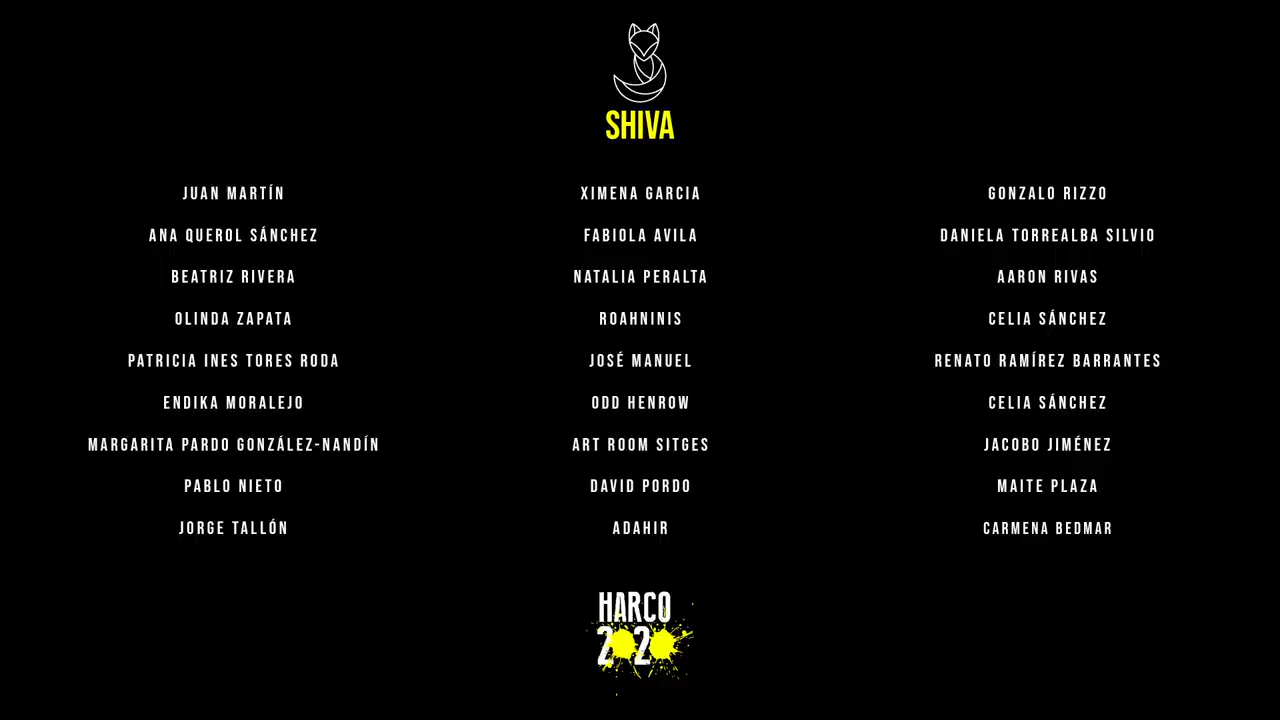 SHIVA
JUAN MARTÍN
ANA QUEROL SÁNCHEZ
BEATRIZ RIVERA
OLINDA ZAPATA
PATRICIA INES TORES RODA
ENDIKA MORALEJO
MARGARITA PARDO GONZÁLEZ-NANDÍN
PABLO NIETO
JORGE TALLÓN
XIMENA GARCIA
FABIOLA AVILA
NATALIA PERALTA
ROAHNINIS
JOSÉ MANUEL
ODD HENROW
ART ROOM SITGES
DAVID PORDO
ADAHIR
GONZALO RIZZO
DANIELA TORREALBA SILVIO
AARON RIVAS
CELIA SÁNCHEZ
RENATO RAMÍREZ BARRANTES
CELIA SÁNCHEZ
JACOBO JIMÉNEZ
MAITE PLAZA
CARMENA BEDMAR
HARCO
2020